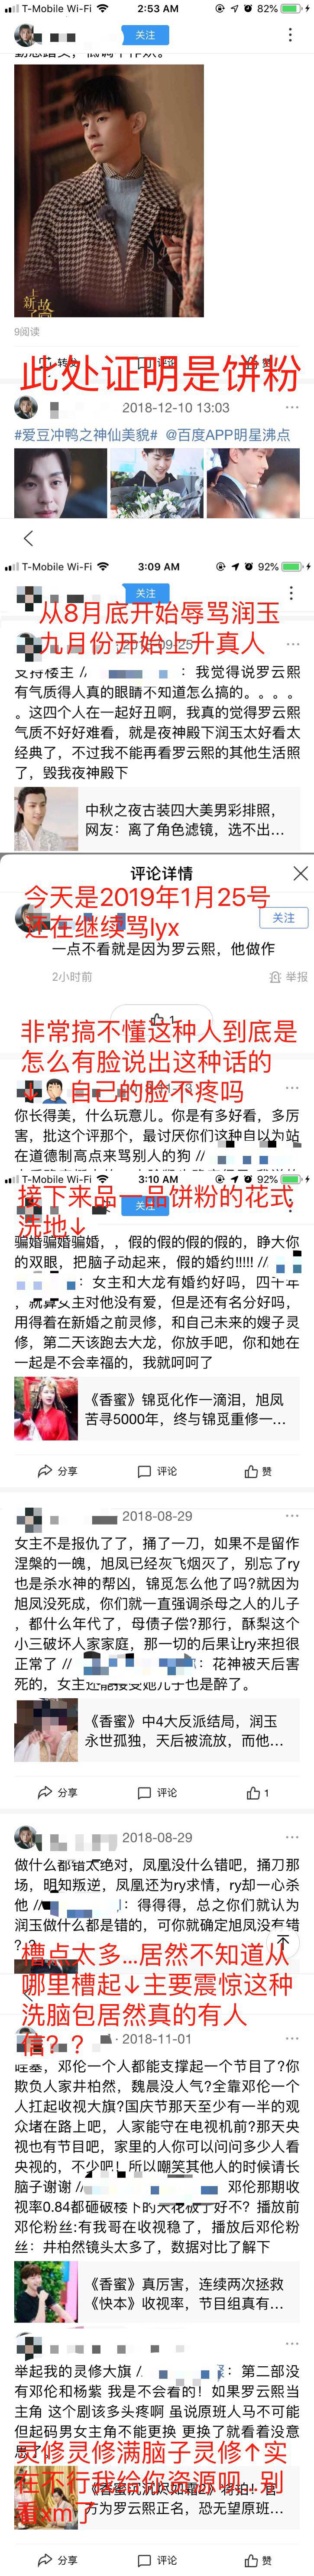 T-Mobile Wi-Fi 2:53 AM 82%
关注
9阅读
转发 评论 赞
此处证明是饼粉
2018-12-10 13:03
#爱豆冲鸭之神仙美貌# @百度APP明星沸点
T-Mobile Wi-Fi 3:09 AM 92%
关注
从8月底开始辱骂润玉
九月份开始上升真人
支持楼主 // : 我觉得说罗云熙
有气质得人真的眼睛不知道怎么搞的。。。。
。这四个人在一起好丑啊，我真的觉得罗云熙
气质不好好难看，就是夜神殿下润玉太好看太
经典了，不过我不能再看罗云熙的其他生活照
了，毁我夜神殿下
中秋之夜古装四大美男彩排照，
网友：离了角色滤镜，选不出...
评论详情
今天是2019年1月25号
还在继续骂lyx
关注
一点不看就是因为罗云熙，他做作
2小时前 举报
1
非常搞不懂这种人到底是
怎么有脸说出这种话的
↓ 自己的脸不疼吗
你长得美，什么玩意儿。你是有多好看，多厉
害，批这个评那个，最讨厌你们这种自以为站
在道德制高点来骂别人的狗 //
T-Mobile Wi-Fi 3:10 AM 92%
关注
接下来品一品饼粉的花式
洗地↓
骗婚骗婚骗婚，，假的假的假的假的，睁大你
的双眼，把脑子动起来，假的婚约!!!!! //
: 女主和大龙有婚约好吗，四千年
，就算女主对他没有爱，但是还有名分好吗，
用得着在新婚之前灵修，和自己未来的嫂子灵
修，第二天该跑去大龙，你放手吧，你和她在
一起是不会幸福的，我就呵呵了
《香蜜》锦觅化作一滴泪，旭凤
苦寻5000年，终与锦觅重修一...
分享 评论 赞
2018-08-29
女主不是报仇了了，捅了一刀，如果不是留作
涅槃的一魄，旭凤已经灰飞烟灭了，别忘了ry
也是杀水神的帮凶，锦觅怎么他了吗?就因为
旭凤没死成，你们就一直强调杀母之人的儿子
，都什么年代了，母债子偿?那行，酥梨这个
小三破坏人家家庭，那一切的后果让ry来担很
正常了 // : 花神被天后害
死的，女主还能接受她儿子也是醉了。
《香蜜》中4大反派结局，润玉
永世孤独，天后被流放，而他...
分享 评论 1
2018-08-29
做什么都错太绝对，凤凰没什么错吧，捅刀那
场，明知叛逆，凤凰还为ry求情，ry却一心杀
他 // : 得得得，总之你们就认为
润玉做什么都是错的，可你就确定旭凤没有错
?
槽点太多...居然不知道从
哪里槽起↓主要震惊这种
洗脑包居然真的有人
信? ?
2018-11-01
哇塞，邓伦一个人都能支撑起一个节目了?你
欺负人家井柏然，魏晨没人气?全靠邓伦一个
人扛起收视大旗?国庆节那天至少有一半的观
众堵在路上吧，人家能守在电视机前?那天央
视也有节目吧，家里的人你可以问问多少人看
央视的，不少吧！所以嘲笑其他人的时候请长
脑子谢谢 // 邓伦那期收
视率0.84都砸破楼下的天花板了好不? 播放前
邓伦粉丝:有我哥在收视稳了，播放后邓伦粉
丝：井柏然镜头太多了，数据对比了解下
《香蜜》真厉害，连续两次拯救
《快本》收视率，节目组真有...
举起我的灵修大旗 // : 第二部没
有邓伦和杨紫 我是不会看的！如果罗云熙当
主角 这个剧该多头疼啊 虽说原班人马不可能
但起码男女主角不能更换 更换了就看着没意
思了
灵修灵修满脑子灵修↑实
在不行我给你资源呗，别
看xm了
《香蜜沉沉烬如霜2》将拍！官
方为罗云熙正名，恐无望原班...
分享 评论 赞